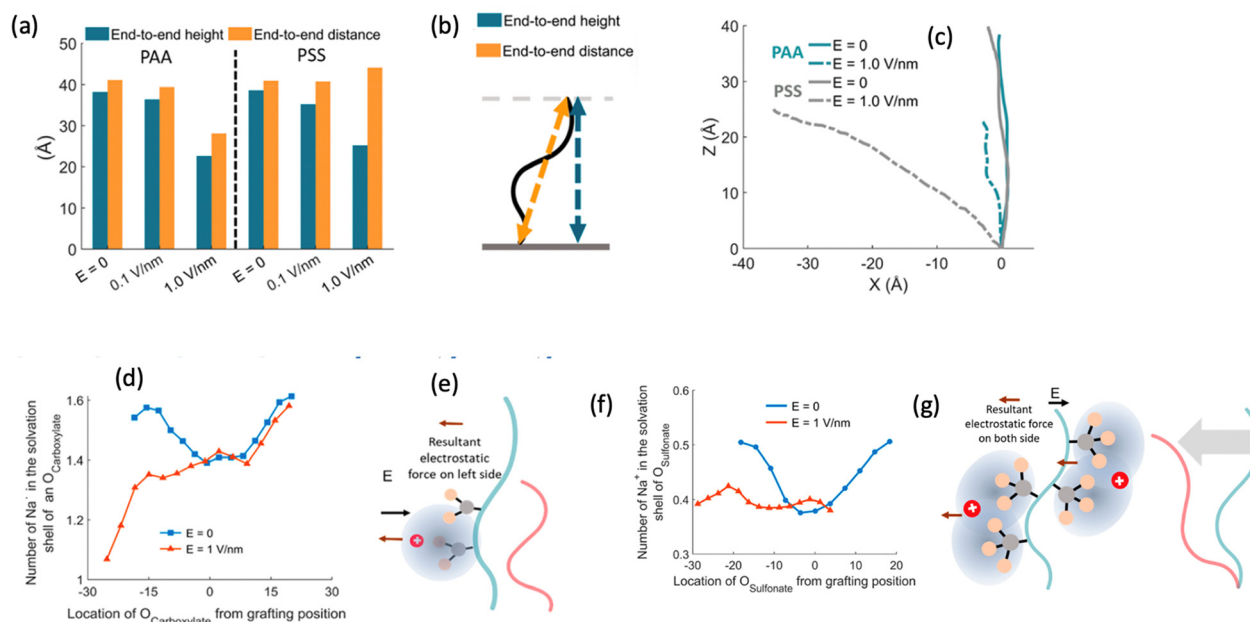 (a)
End-to-end height End-to-end distance
PAA PSS
50
40
30
20
10
0
(Å)
E = 0
0.1 V/nm
1.0 V/nm
E = 0
0.1 V/nm
1.0 V/nm
(b)
End-to-end height
End-to-end distance
(c)
PAA
E = 0
E = 1.0 V/nm
PSS
E = 0
E = 1.0 V/nm
40
20
0
Z (Å)
-40 -30 -20 -10 0
X (Å)
(d)
1.6
1.4
1.2
1
Number of Na⁻ in the solvation
shell of an O_Carboxylate
E = 0
E = 1 V/nm
-30 -15 0 15 30
Location of O_Carboxylate from grafting position
(e)
Resultant
electrostatic
force on left side
E
+
(f)
0.6
0.5
0.4
0.3
Number of Na⁺ in the solvation
shell of O_Sulfonate
E = 0
E = 1 V/nm
-30 -20 -10 0 10 20
Location of O_Sulfonate from grafting position
(g)
E
Resultant
electrostatic force
on both side
+
+